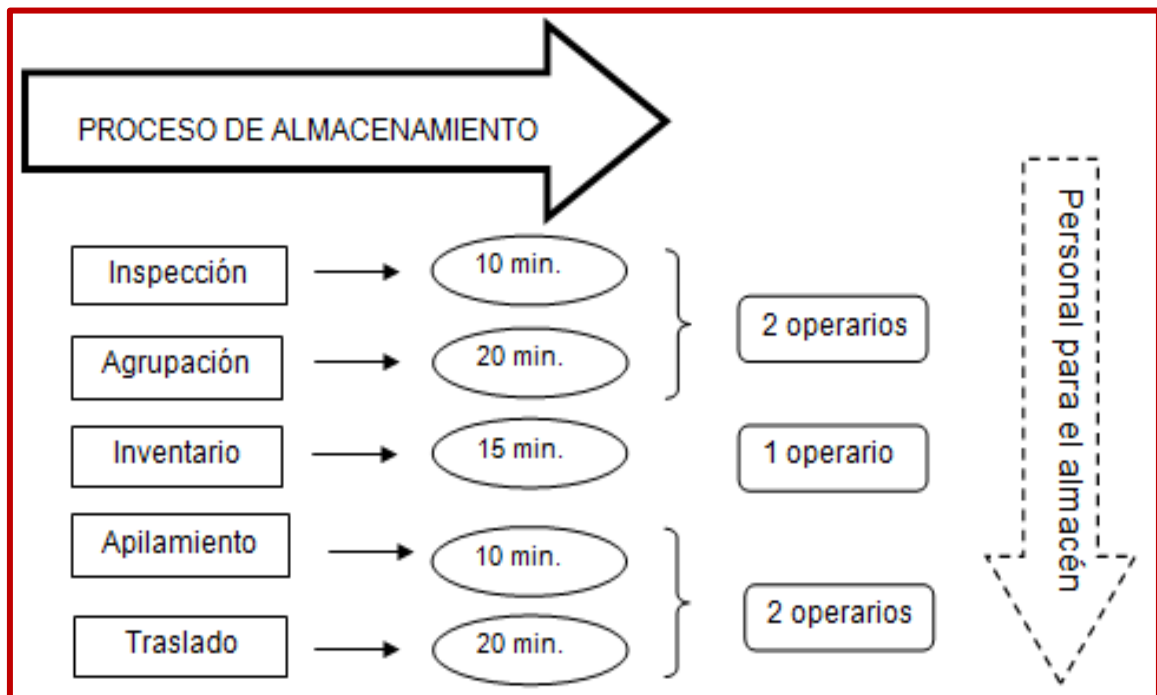 PROCESO DE ALMACENAMIENTO
Inspección
10 min.
Agrupación
20 min.
2 operarios
Inventario
15 min.
1 operario
Apilamiento
10 min.
Traslado
20 min.
2 operarios
Personal para el almacén